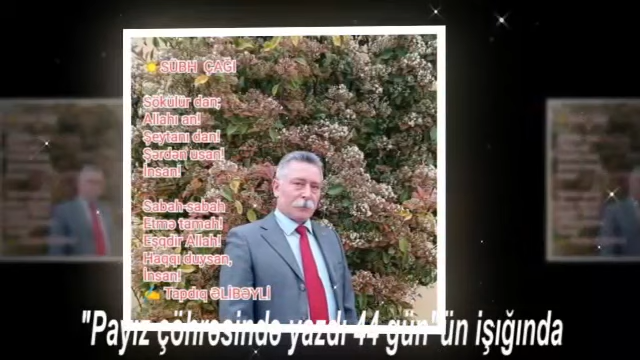 SÜBH ÇAĞI
Sökülür dan;
Allahı an!
Şeytanı dan!
Şərdən usan!
İnsan!
Sabah-sabah
Etmə tamah!
Eşqdir Allah!
Haqqı duysan,
İnsan!
Tapdıq ƏLİBƏYLİ
"Payız çöhrəsində yazdı 44 gün"ün işığında